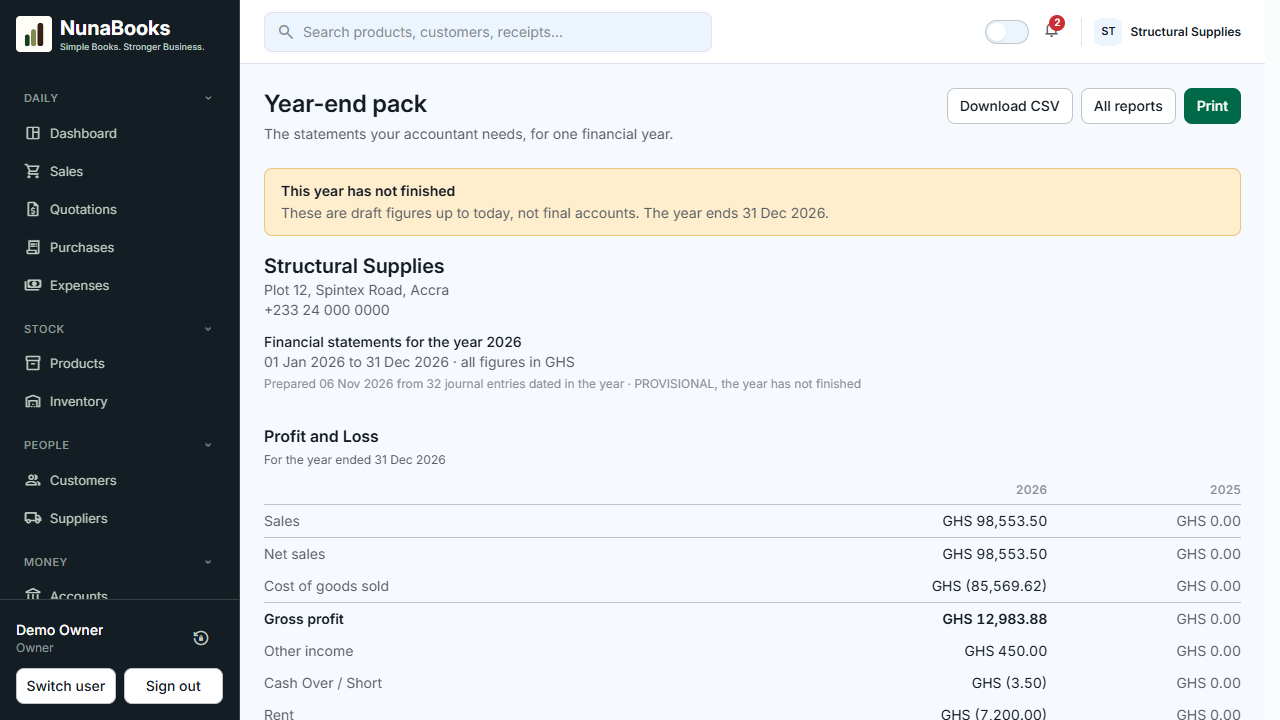 NunaBooks
Simple Books. Stronger Business.
DAILY
Dashboard
Sales
Quotations
Purchases
Expenses
STOCK
Products
Inventory
PEOPLE
Customers
Suppliers
MONEY
Accounts
Demo Owner
Owner
Switch user
Sign out
Search products, customers, receipts...
2
ST
Structural Supplies
Year-end pack
The statements your accountant needs, for one financial year.
Download CSV
All reports
Print
This year has not finished
These are draft figures up to today, not final accounts. The year ends 31 Dec 2026.
Structural Supplies
Plot 12, Spintex Road, Accra
+233 24 000 0000
Financial statements for the year 2026
01 Jan 2026 to 31 Dec 2026 · all figures in GHS
Prepared 06 Nov 2026 from 32 journal entries dated in the year · PROVISIONAL, the year has not finished
Profit and Loss
For the year ended 31 Dec 2026
2026 2025
Sales GHS 98,553.50 GHS 0.00
Net sales GHS 98,553.50 GHS 0.00
Cost of goods sold GHS (85,569.62) GHS 0.00
Gross profit GHS 12,983.88 GHS 0.00
Other income GHS 450.00 GHS 0.00
Cash Over / Short GHS (3.50) GHS 0.00
Rent GHS (7,200.00) GHS 0.00